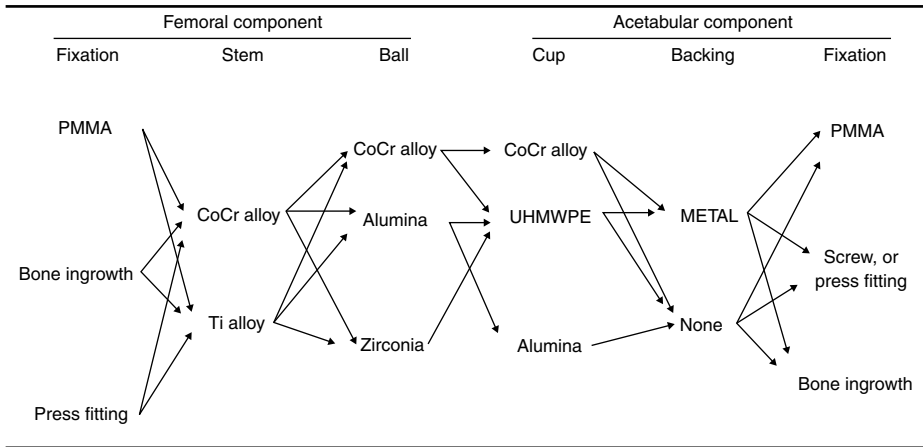 Femoral component Acetabular component
Fixation Stem Ball Cup Backing Fixation
PMMA PMMA
CoCr alloy CoCr alloy
CoCr alloy Alumina UHMWPE METAL
Screw, or
press fitting
Bone ingrowth
Ti alloy Zirconia Alumina None
Bone ingrowth
Press fitting